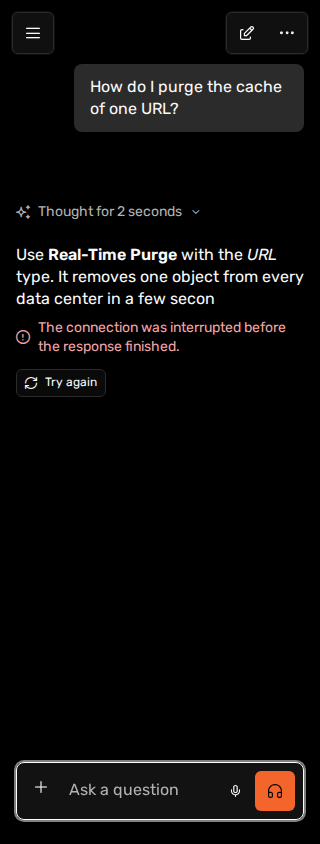 How do I purge the cache
of one URL?
Thought for 2 seconds
Use Real-Time Purge with the URL
type. It removes one object from every
data center in a few secon
The connection was interrupted before
the response finished.
Try again
Ask a question